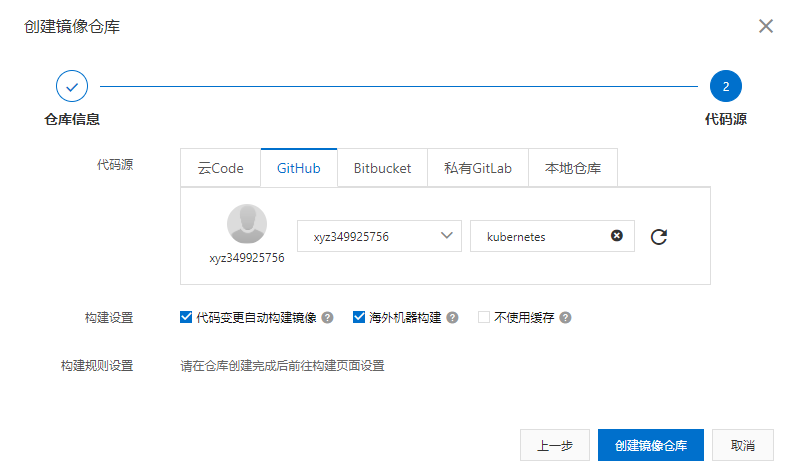 创建镜像仓库
2
仓库信息 代码源
代码源 云Code GitHub Bitbucket 私有GitLab 本地仓库
xyz349925756 kubernetes
xyz349925756
构建设置 代码变更自动构建镜像 ? 海外机器构建 ? 不使用缓存 ?
构建规则设置 请在仓库创建完成后前往构建页面设置
上一步 创建镜像仓库 取消